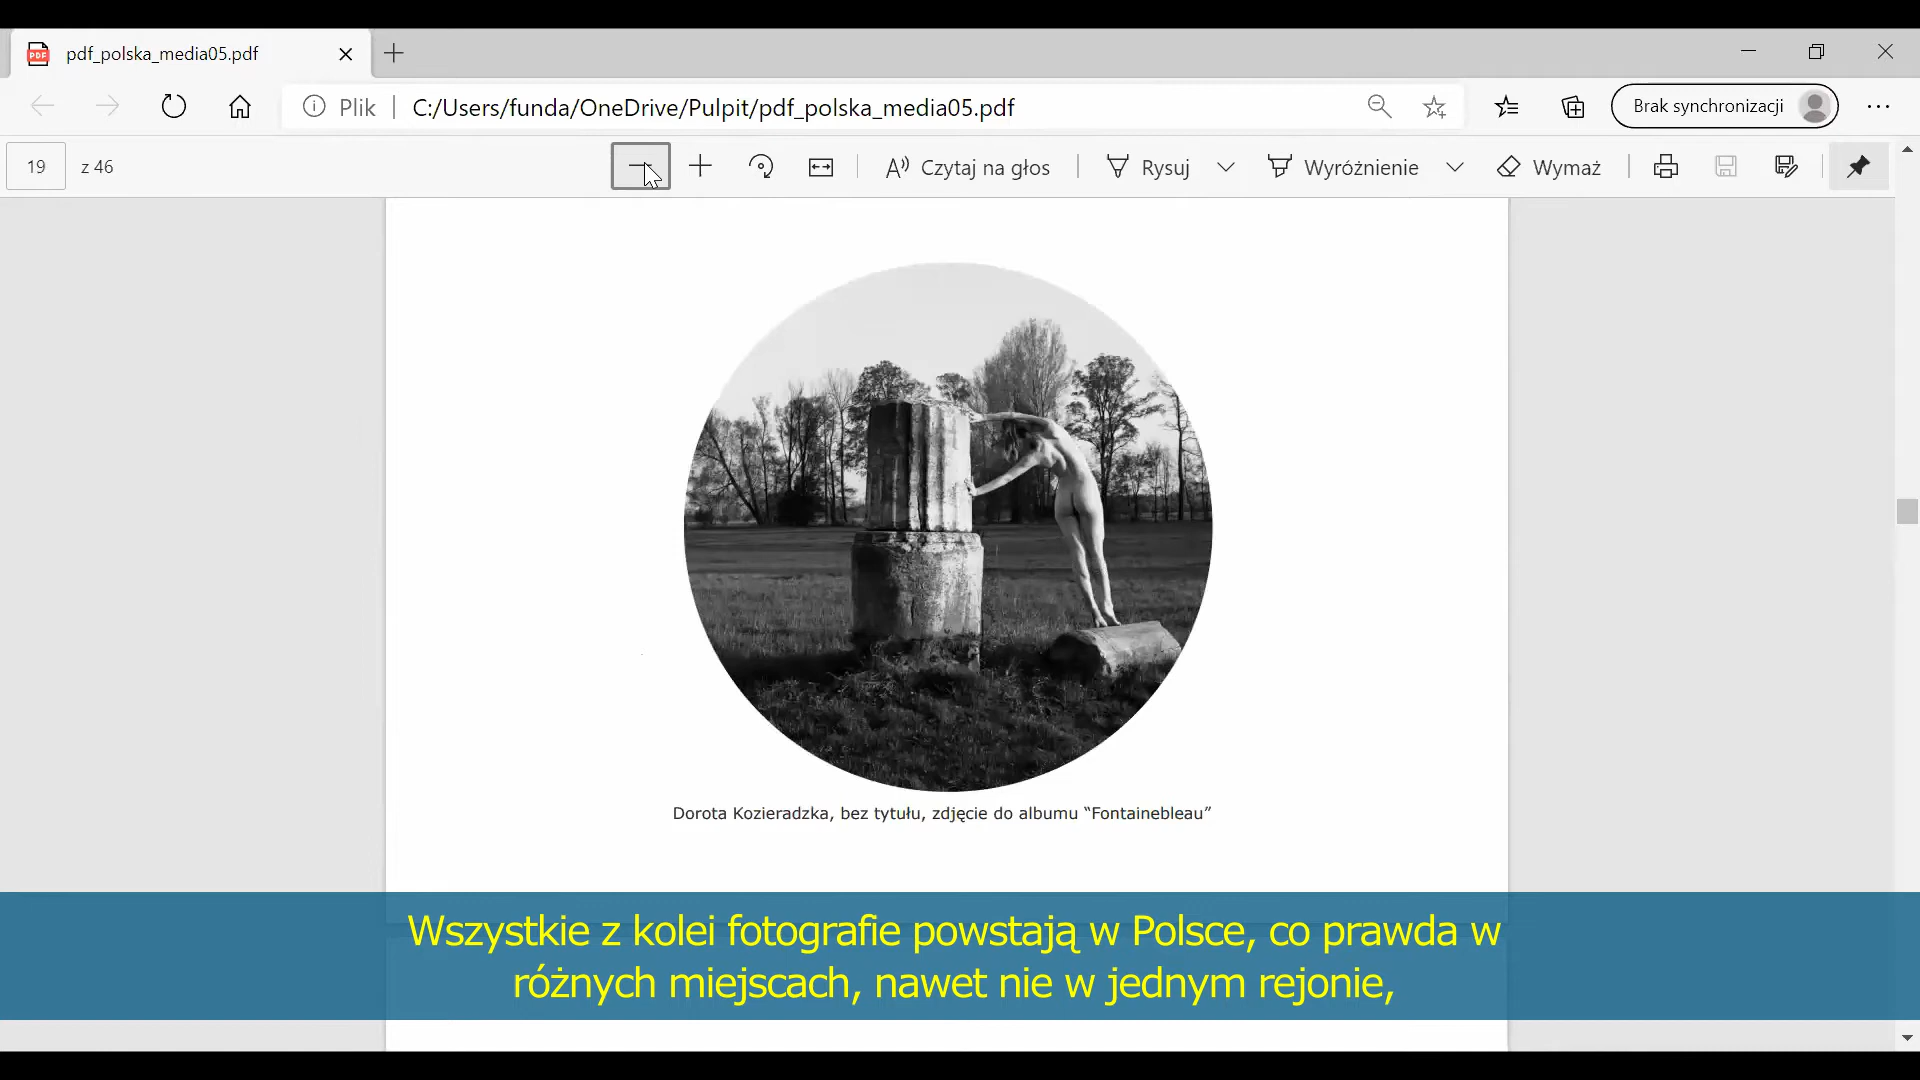 pdf_polska_media05.pdf
Plik
C:/Users/funda/OneDrive/Pulpit/pdf_polska_media05.pdf
Brak synchronizacji
19 z 46
Czytaj na głos
Rysuj
Wyróżnienie
Wymaż
Dorota Kozieradzka, bez tytułu, zdjęcie do albumu “Fontainebleau”
Wszystkie z kolei fotografie powstają w Polsce, co prawda w
różnych miejscach, nawet nie w jednym rejonie,